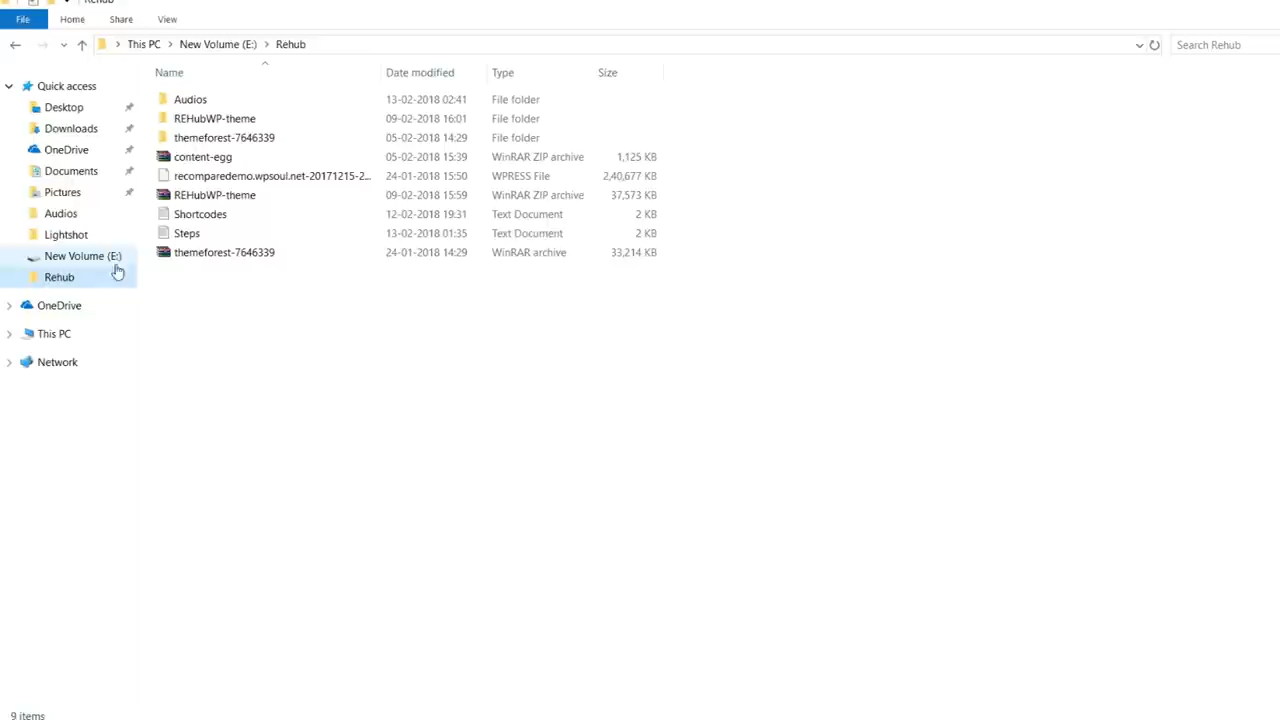 Rehub
File Home Share View
This PC New Volume (E:) Rehub Search Rehub
Name Date modified Type Size
Quick access
Desktop
Downloads
OneDrive
Documents
Pictures
Audios
Lightshot
New Volume (E:)
Rehub
OneDrive
This PC
Network
Audios 13-02-2018 02:41 File folder
REHubWP-theme 09-02-2018 16:01 File folder
themeforest-7646339 05-02-2018 14:29 File folder
content-egg 05-02-2018 15:39 WinRAR ZIP archive 1,125 KB
recomparedemo.wpsoul.net-20171215-2... 24-01-2018 15:50 WPRESS File 2,40,677 KB
REHubWP-theme 09-02-2018 15:59 WinRAR ZIP archive 37,573 KB
Shortcodes 12-02-2018 19:31 Text Document 2 KB
Steps 13-02-2018 01:35 Text Document 2 KB
themeforest-7646339 24-01-2018 14:29 WinRAR archive 33,214 KB
9 items